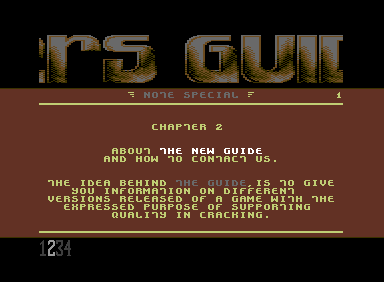 RS GUI
NOTE SPECIAL
1
CHAPTER 2
ABOUT THE NEW GUIDE
AND HOW TO CONTACT US.
THE IDEA BEHIND THE GUIDE,IS TO GIVE
YOU INFORMATION ON DIFFERENT
VERSIONS RELEASED OF A GAME WITH THE
EXPRESSED PURPOSE OF SUPPORTING
QUALITY IN CRACKING.
1234